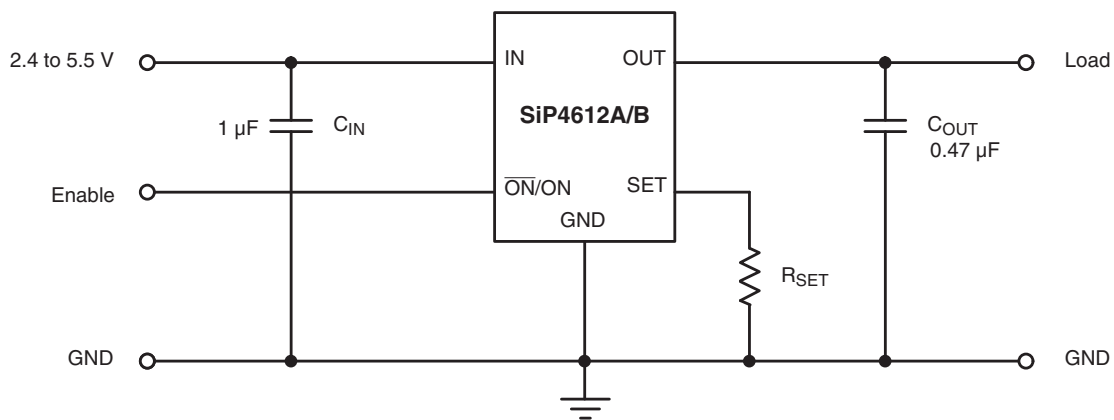 2.4 to 5.5 V
IN
OUT
Load
SiP4612A/B
1 µF
CIN
COUT
0.47 µF
Enable
ON/ON
SET
GND
RSET
GND
GND